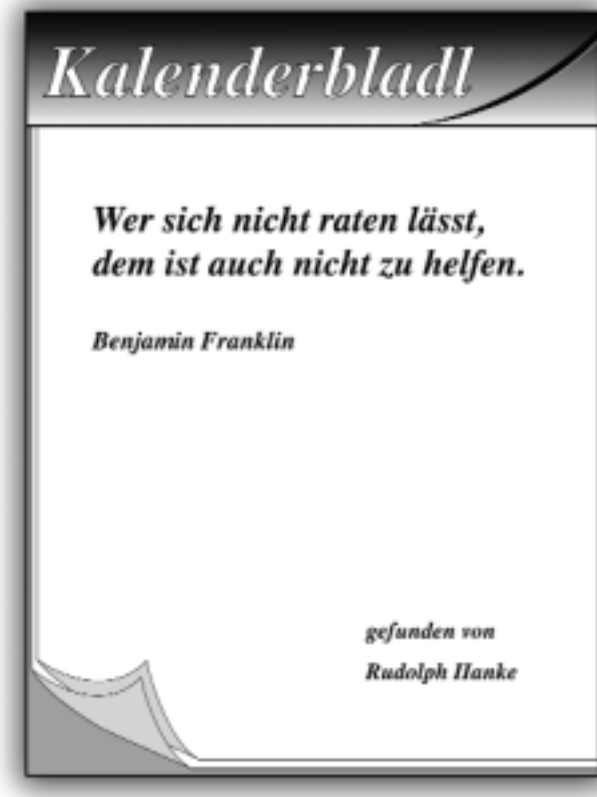 Kalenderbladl
Wer sich nicht raten lässt,
dem ist auch nicht zu helfen.
Benjamin Franklin
gefunden von
Rudolph Hanke